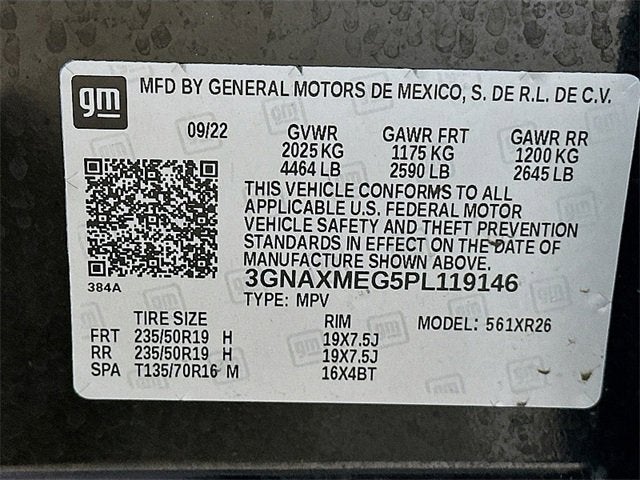 gm
MFD BY GENERAL MOTORS DE MEXICO, S. DE R.L. DE C.V.
09/22 GVWR GAWR FRT GAWR RR
2025 KG 1175 KG 1200 KG
4464 LB 2590 LB 2645 LB
THIS VEHICLE CONFORMS TO ALL
APPLICABLE U.S. FEDERAL MOTOR
VEHICLE SAFETY AND THEFT PREVENTION
STANDARDS IN EFFECT ON THE DATE OF
MANUFACTURE SHOWN ABOVE.
384A
3GNAXMEG5PL119146
TYPE: MPV
TIRE SIZE RIM MODEL: 561XR26
FRT 235/50R19 H 19X7.5J
RR 235/50R19 H 19X7.5J
SPA T135/70R16 M 16X4BT